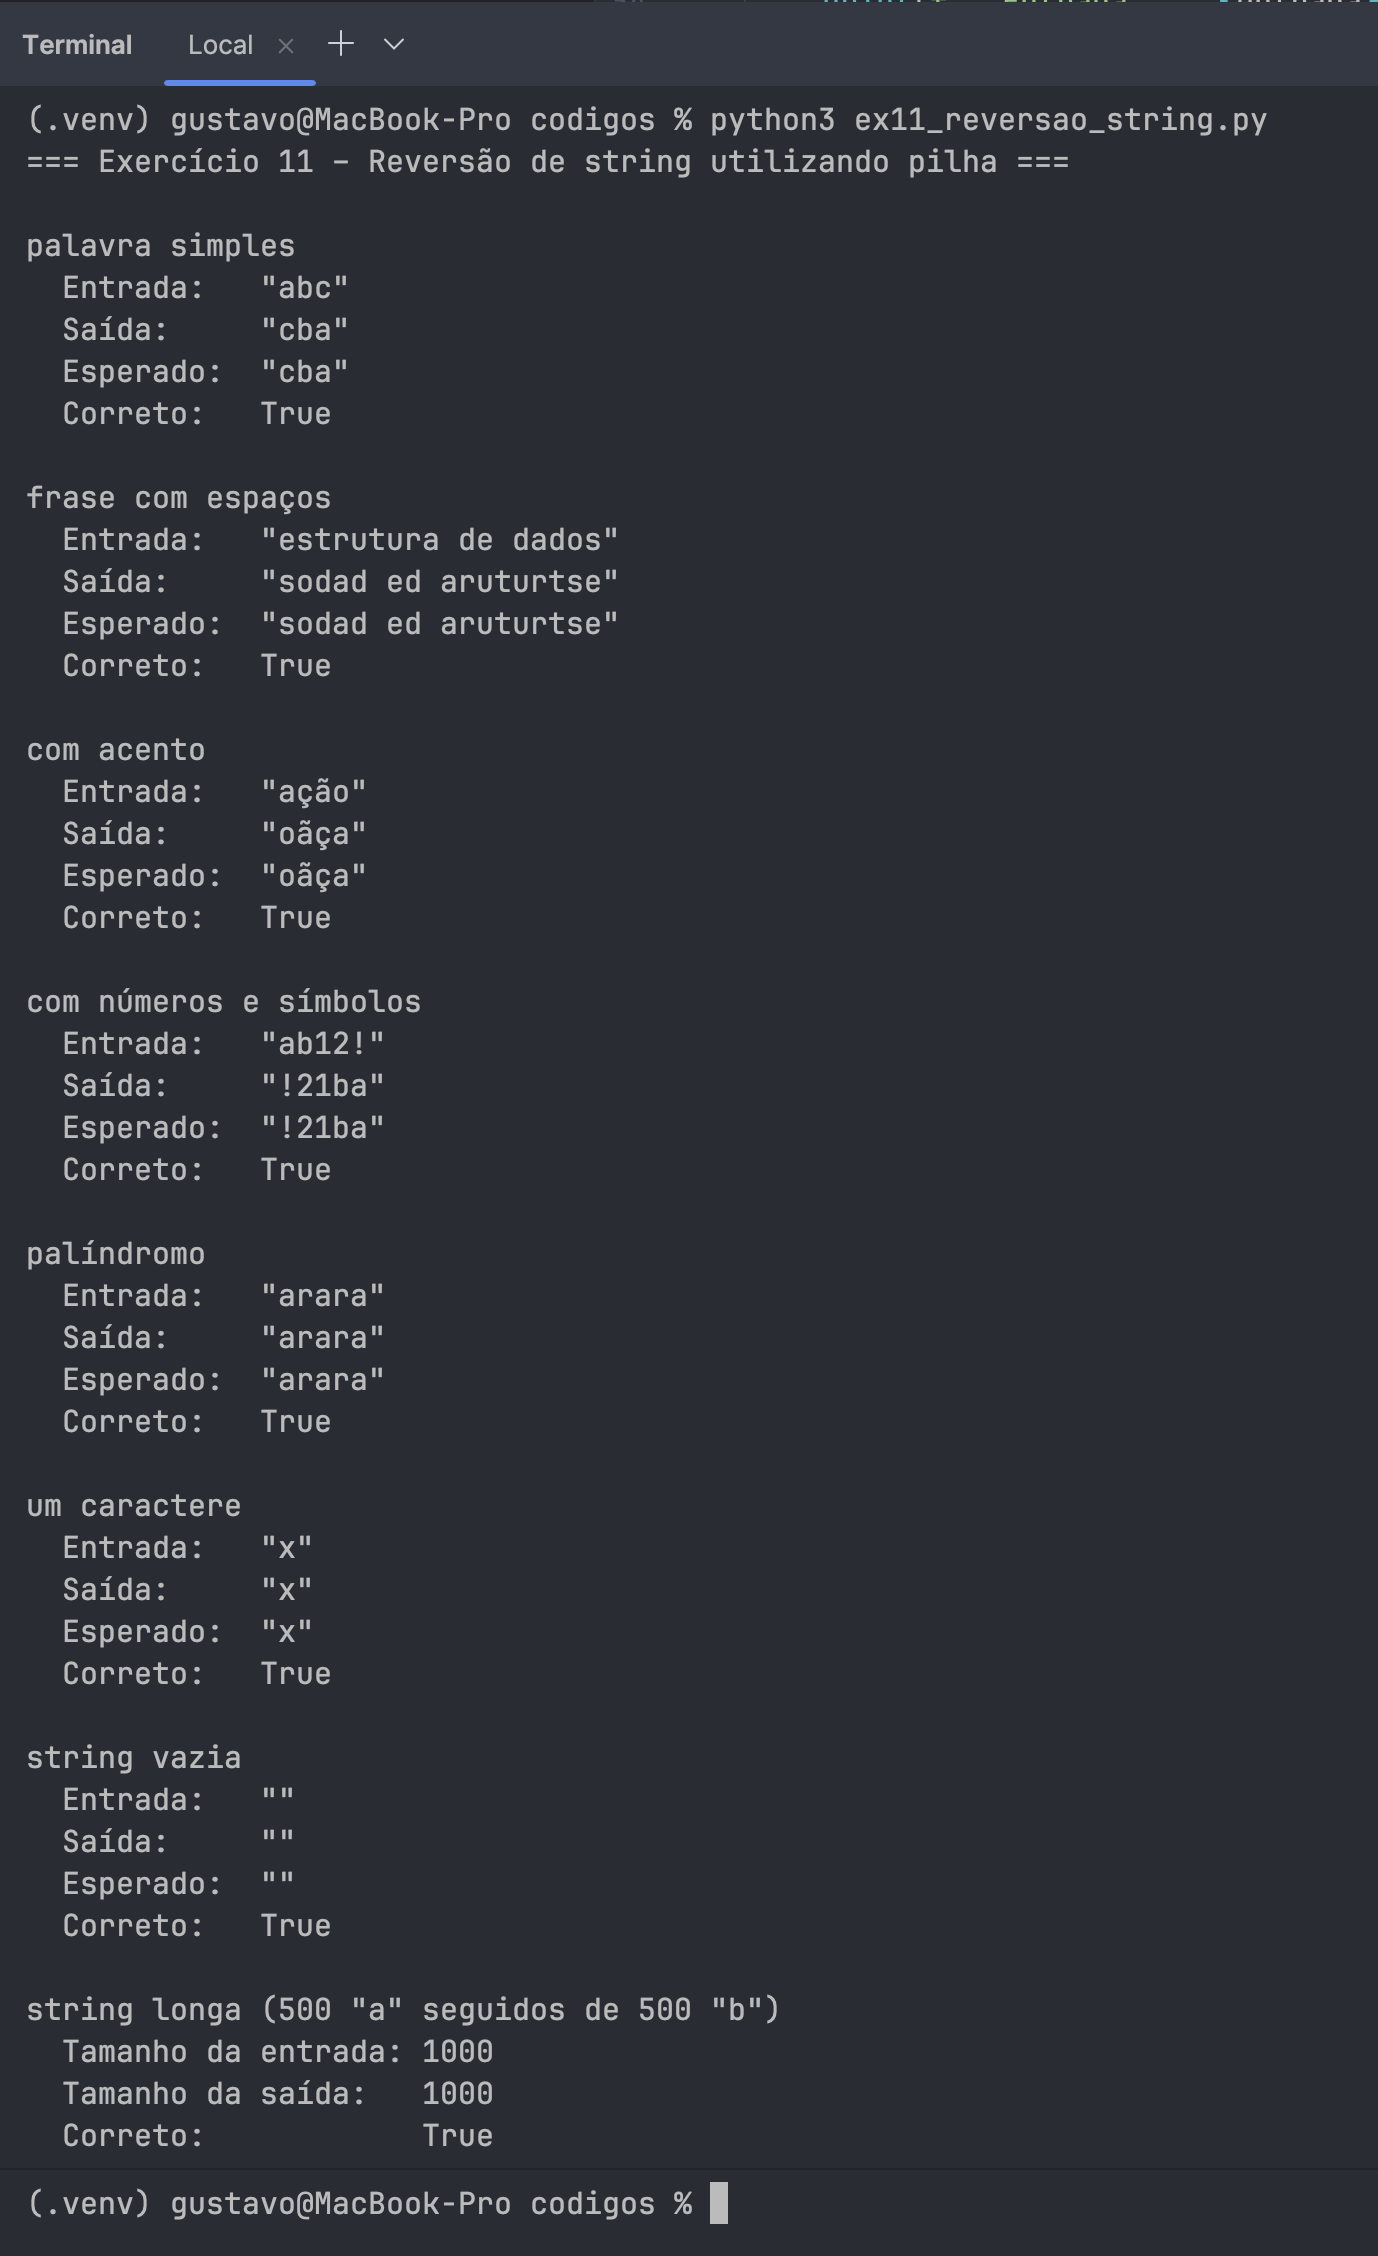 Terminal Local
(.venv) gustavo@MacBook-Pro codigos % python3 ex11_reversao_string.py
=== Exercício 11 – Reversão de string utilizando pilha ===
palavra simples
Entrada: "abc"
Saída: "cba"
Esperado: "cba"
Correto: True
frase com espaços
Entrada: "estrutura de dados"
Saída: "sodad ed aruturtse"
Esperado: "sodad ed aruturtse"
Correto: True
com acento
Entrada: "ação"
Saída: "oãça"
Esperado: "oãça"
Correto: True
com números e símbolos
Entrada: "ab12!"
Saída: "!21ba"
Esperado: "!21ba"
Correto: True
palíndromo
Entrada: "arara"
Saída: "arara"
Esperado: "arara"
Correto: True
um caractere
Entrada: "x"
Saída: "x"
Esperado: "x"
Correto: True
string vazia
Entrada: ""
Saída: ""
Esperado: ""
Correto: True
string longa (500 "a" seguidos de 500 "b")
Tamanho da entrada: 1000
Tamanho da saída: 1000
Correto: True
(.venv) gustavo@MacBook-Pro codigos %